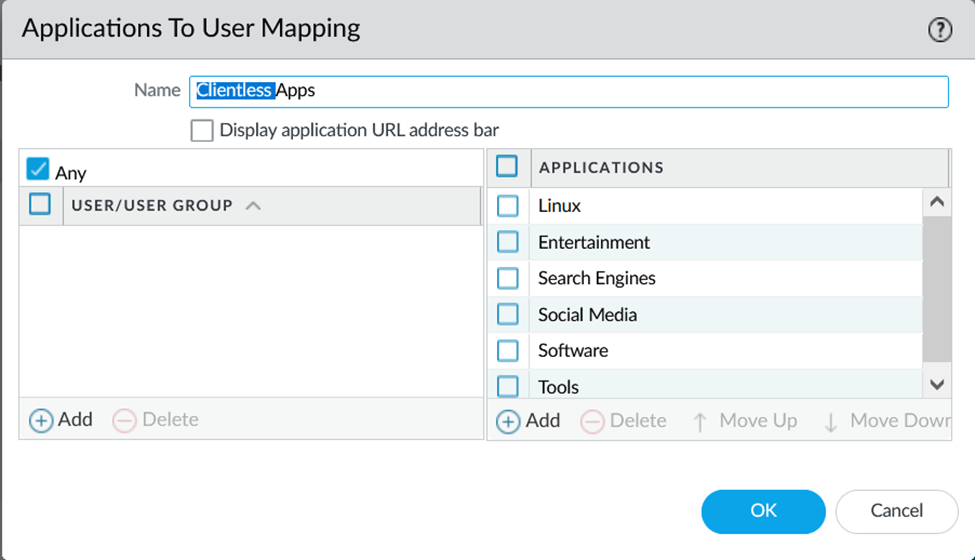 Applications To User Mapping
Name Clientless Apps
Display application URL address bar
Any
USER/USER GROUP
APPLICATIONS
Linux
Entertainment
Search Engines
Social Media
Software
Tools
Add Delete
Add Delete Move Up Move Down
OK Cancel